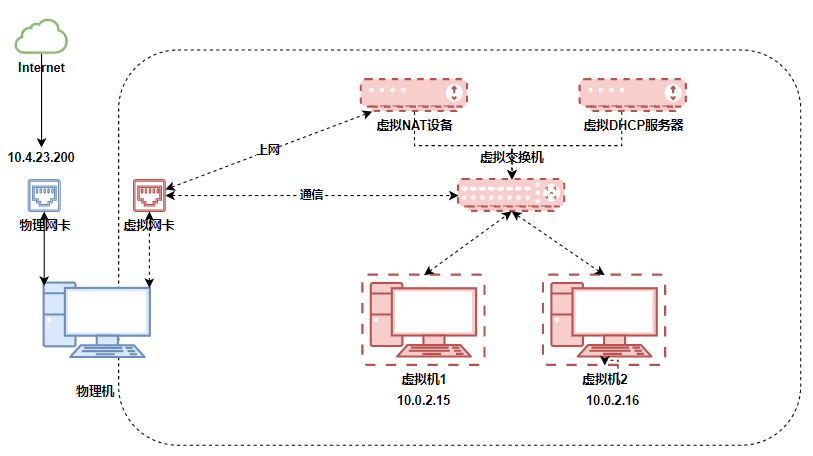 Internet
10.4.23.200
物理网卡
虚拟网卡
上网
通信
虚拟NAT设备
虚拟DHCP服务器
虚拟交换机
物理机
虚拟机1
10.0.2.15
虚拟机2
10.0.2.16